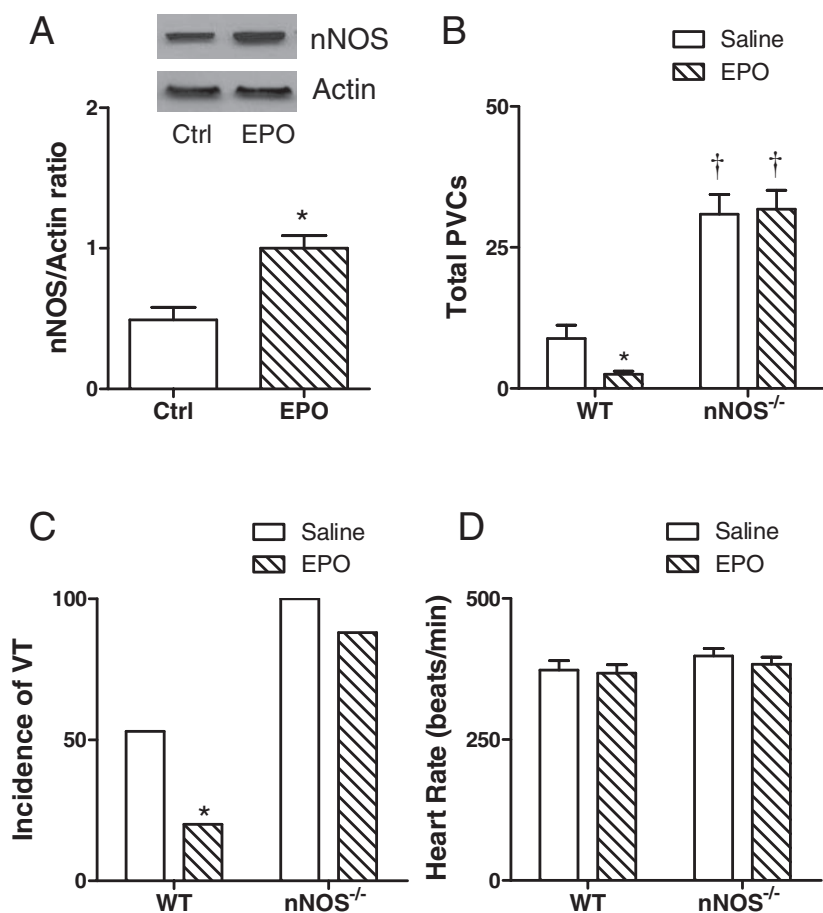 A
nNOS
Actin
Ctrl EPO
nNOS/Actin ratio
2
1
0
*
Ctrl EPO
B
Saline
EPO
Total PVCs
50
25
0
*
† †
WT nNOS-/-
C
Saline
EPO
Incidence of VT
100
50
0
*
WT nNOS-/-
D
Saline
EPO
Heart Rate (beats/min)
500
250
0
WT nNOS-/-